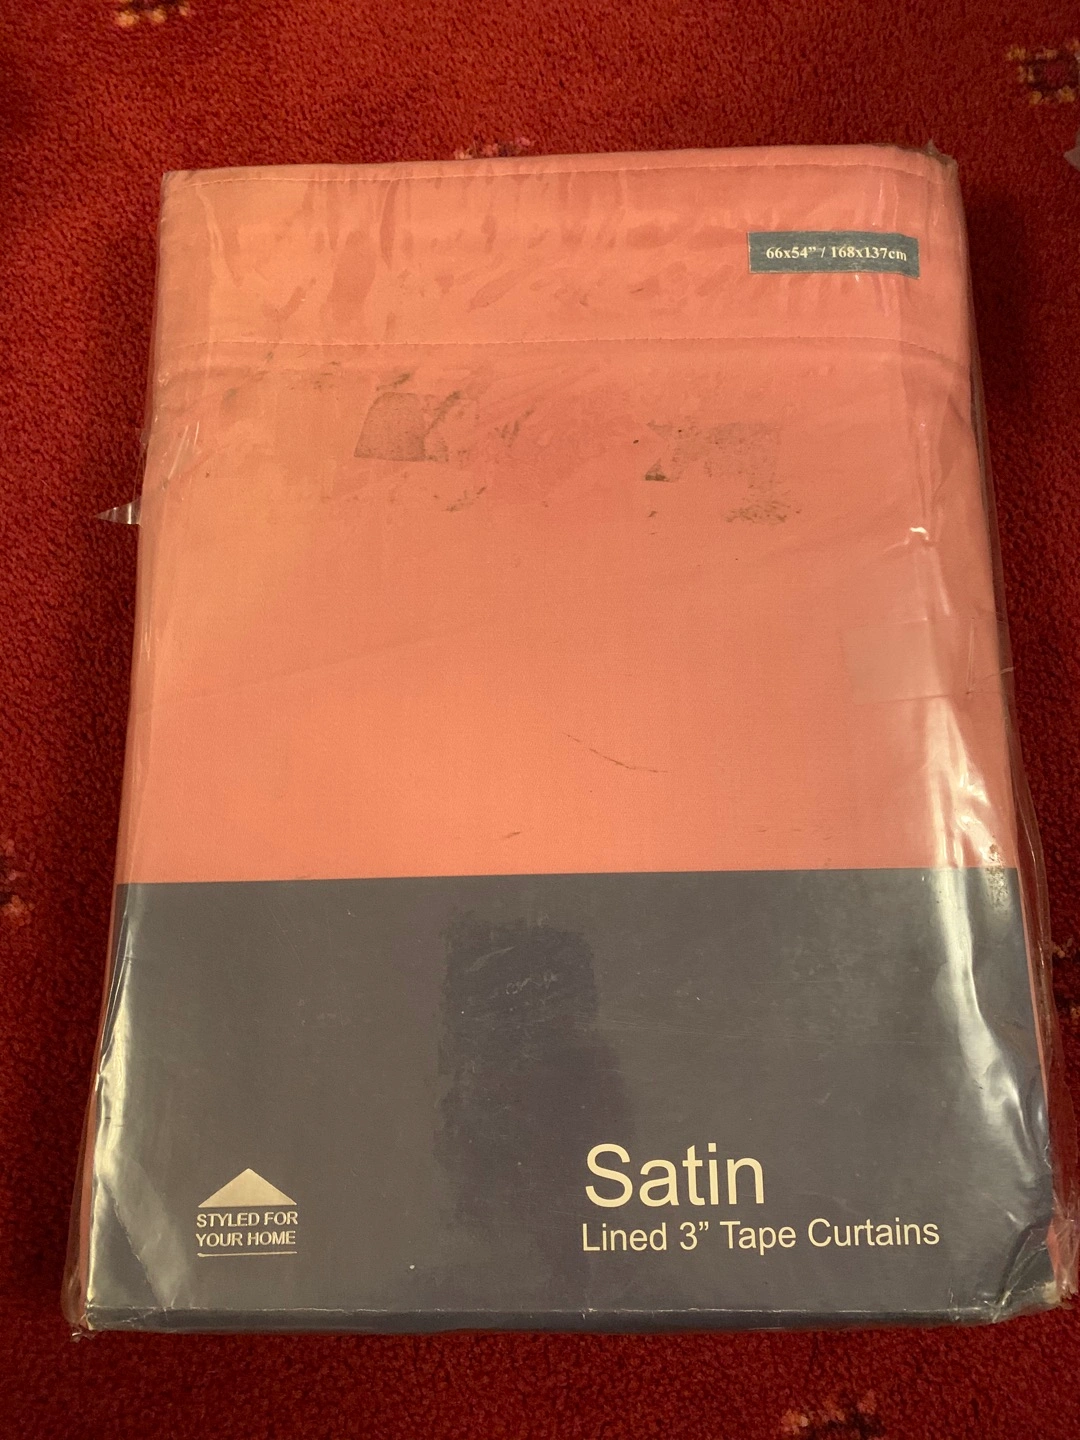 66x54” / 168x137cm
Satin
Lined 3” Tape Curtains
STYLED FOR
YOUR HOME